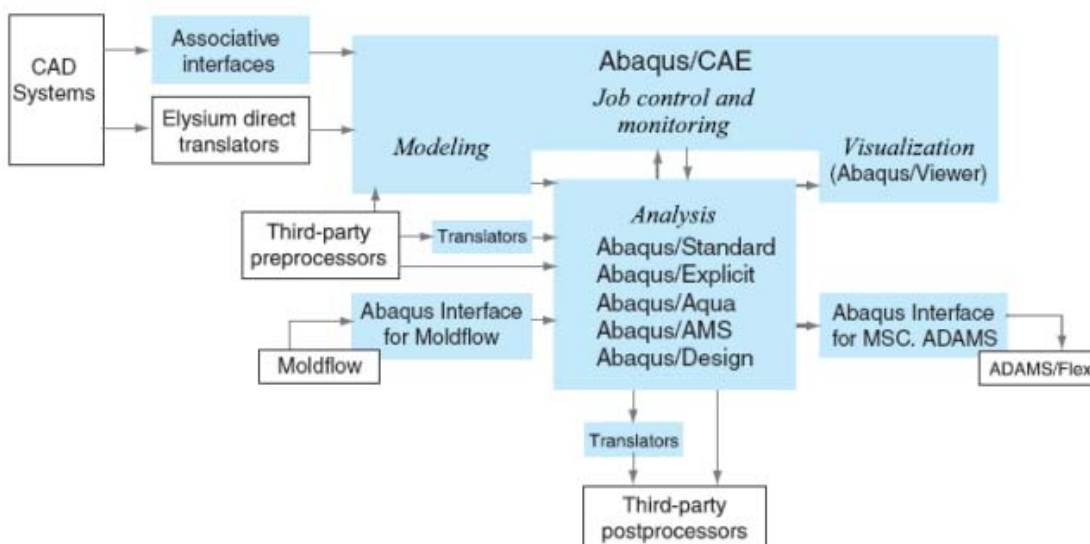 CAD
Systems
Associative
interfaces
Elysium direct
translators
Abaqus/CAE
Job control and
monitoring
Modeling
Visualization
(Abaqus/Viewer)
Third-party
preprocessors
Translators
Analysis
Abaqus/Standard
Abaqus/Explicit
Abaqus/Aqua
Abaqus/AMS
Abaqus/Design
Abaqus Interface
for Moldflow
Moldflow
Abaqus Interface
for MSC. ADAMS
ADAMS/Flex
Translators
Third-party
postprocessors